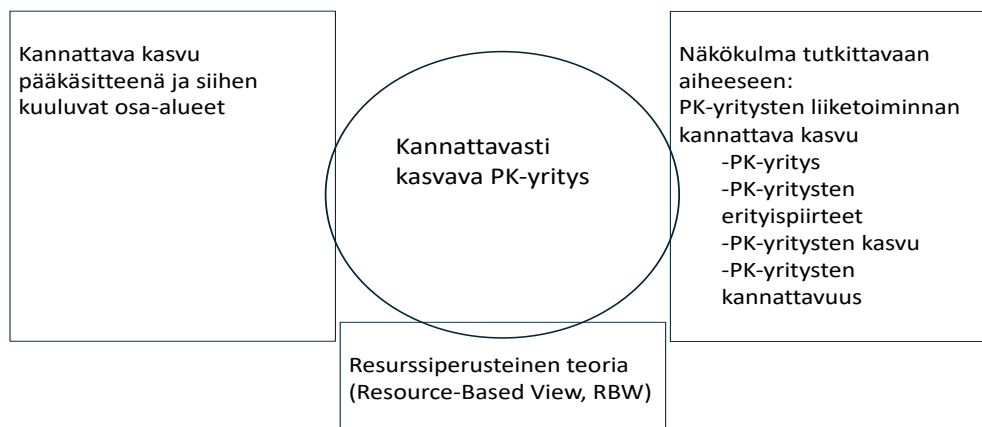 Kannattava kasvu
pääkäsitteenä ja siihen
kuuluvat osa-alueet
Kannattavasti
kasvava PK-yritys
Näkökulma tutkittavaan
aiheeseen:
PK-yritysten liiketoiminnan
kannattava kasvu
-PK-yritys
-PK-yritysten
erityispiirteet
-PK-yritysten kasvu
-PK-yritysten
kannattavuus
Resurssiperusteinen teoria
(Resource-Based View, RBW)